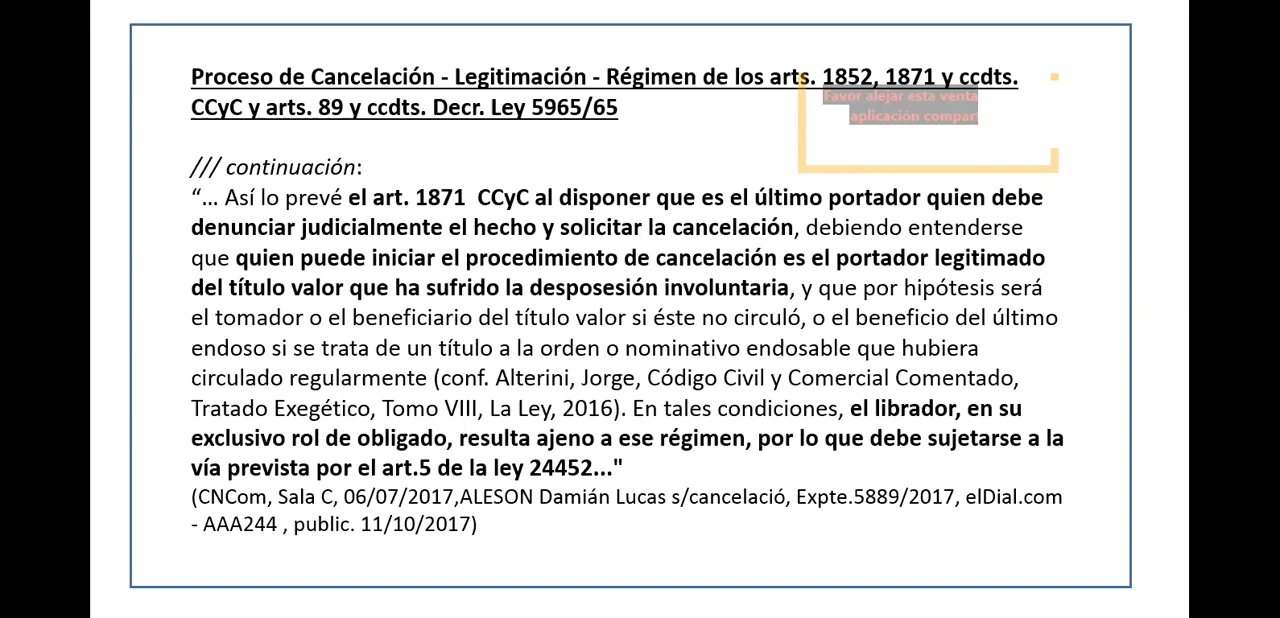 Proceso de Cancelación - Legitimación - Régimen de los arts. 1852, 1871 y ccdts.
CCyC y arts. 89 y ccdts. Decr. Ley 5965/65
Favor alejar esta venta
aplicación compar
/// continuación:
“... Así lo prevé el art. 1871  CCyC al disponer que es el último portador quien debe
denunciar judicialmente el hecho y solicitar la cancelación, debiendo entenderse
que quien puede iniciar el procedimiento de cancelación es el portador legitimado
del título valor que ha sufrido la desposesión involuntaria, y que por hipótesis será
el tomador o el beneficiario del título valor si éste no circuló, o el beneficio del último
endoso si se trata de un título a la orden o nominativo endosable que hubiera
circulado regularmente (conf. Alterini, Jorge, Código Civil y Comercial Comentado,
Tratado Exegético, Tomo VIII, La Ley, 2016). En tales condiciones, el librador, en su
exclusivo rol de obligado, resulta ajeno a ese régimen, por lo que debe sujetarse a la
vía prevista por el art.5 de la ley 24452..."
(CNCom, Sala C, 06/07/2017,ALESON Damián Lucas s/cancelació, Expte.5889/2017, elDial.com
- AAA244 , public. 11/10/2017)